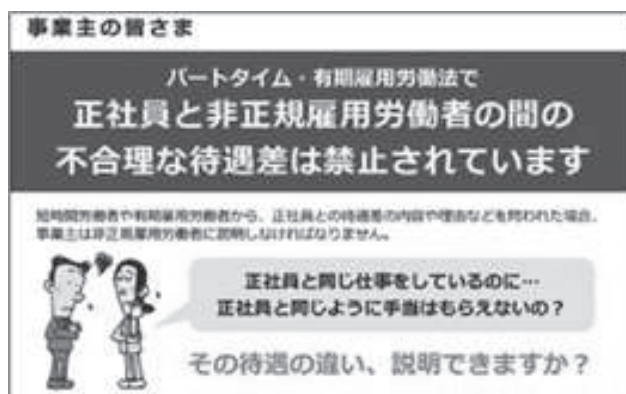 事業主の皆さま
パートタイム・有期雇用労働法で
正社員と非正規雇用労働者の間の
不合理な待遇差は禁止されています
短時間労働者や有期雇用労働者から、正社員との待遇差の内容や理由などを問われた場合、
事業主は非正規雇用労働者に説明しなければなりません。
正社員と同じ仕事をしているのに…
正社員と同じように手当はもらえないの？
その待遇の違い、説明できますか？